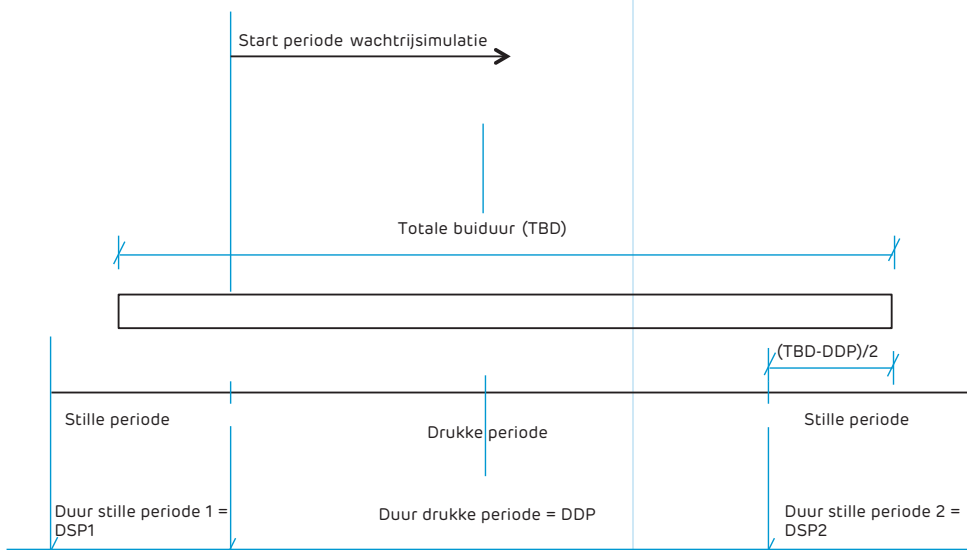 Start periode wachtrijsimulatie
Totale buiduur (TBD)
(TBD-DDP)/2
Stille periode
Drukke periode
Stille periode
Duur stille periode 1 =
DSP1
Duur drukke periode = DDP
Duur stille periode 2 =
DSP2